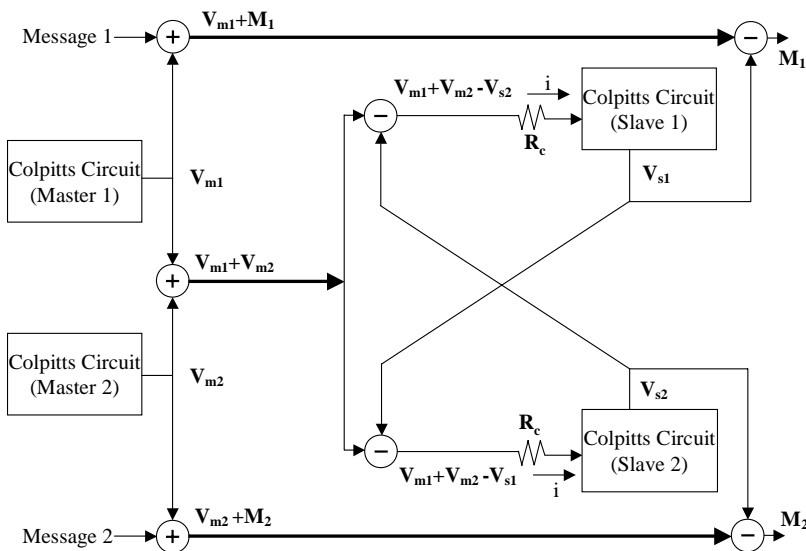 Message 1
+
V_m1+M_1
−
M_1
Colpitts Circuit
(Master 1)
V_m1
V_m1+V_m2 -V_s2
i
R_c
Colpitts Circuit
(Slave 1)
V_s1
−
+
V_m1+V_m2
Colpitts Circuit
(Master 2)
V_m2
V_s2
−
R_c
V_m1+V_m2 -V_s1
i
Colpitts Circuit
(Slave 2)
Message 2
+
V_m2 +M_2
−
M_2